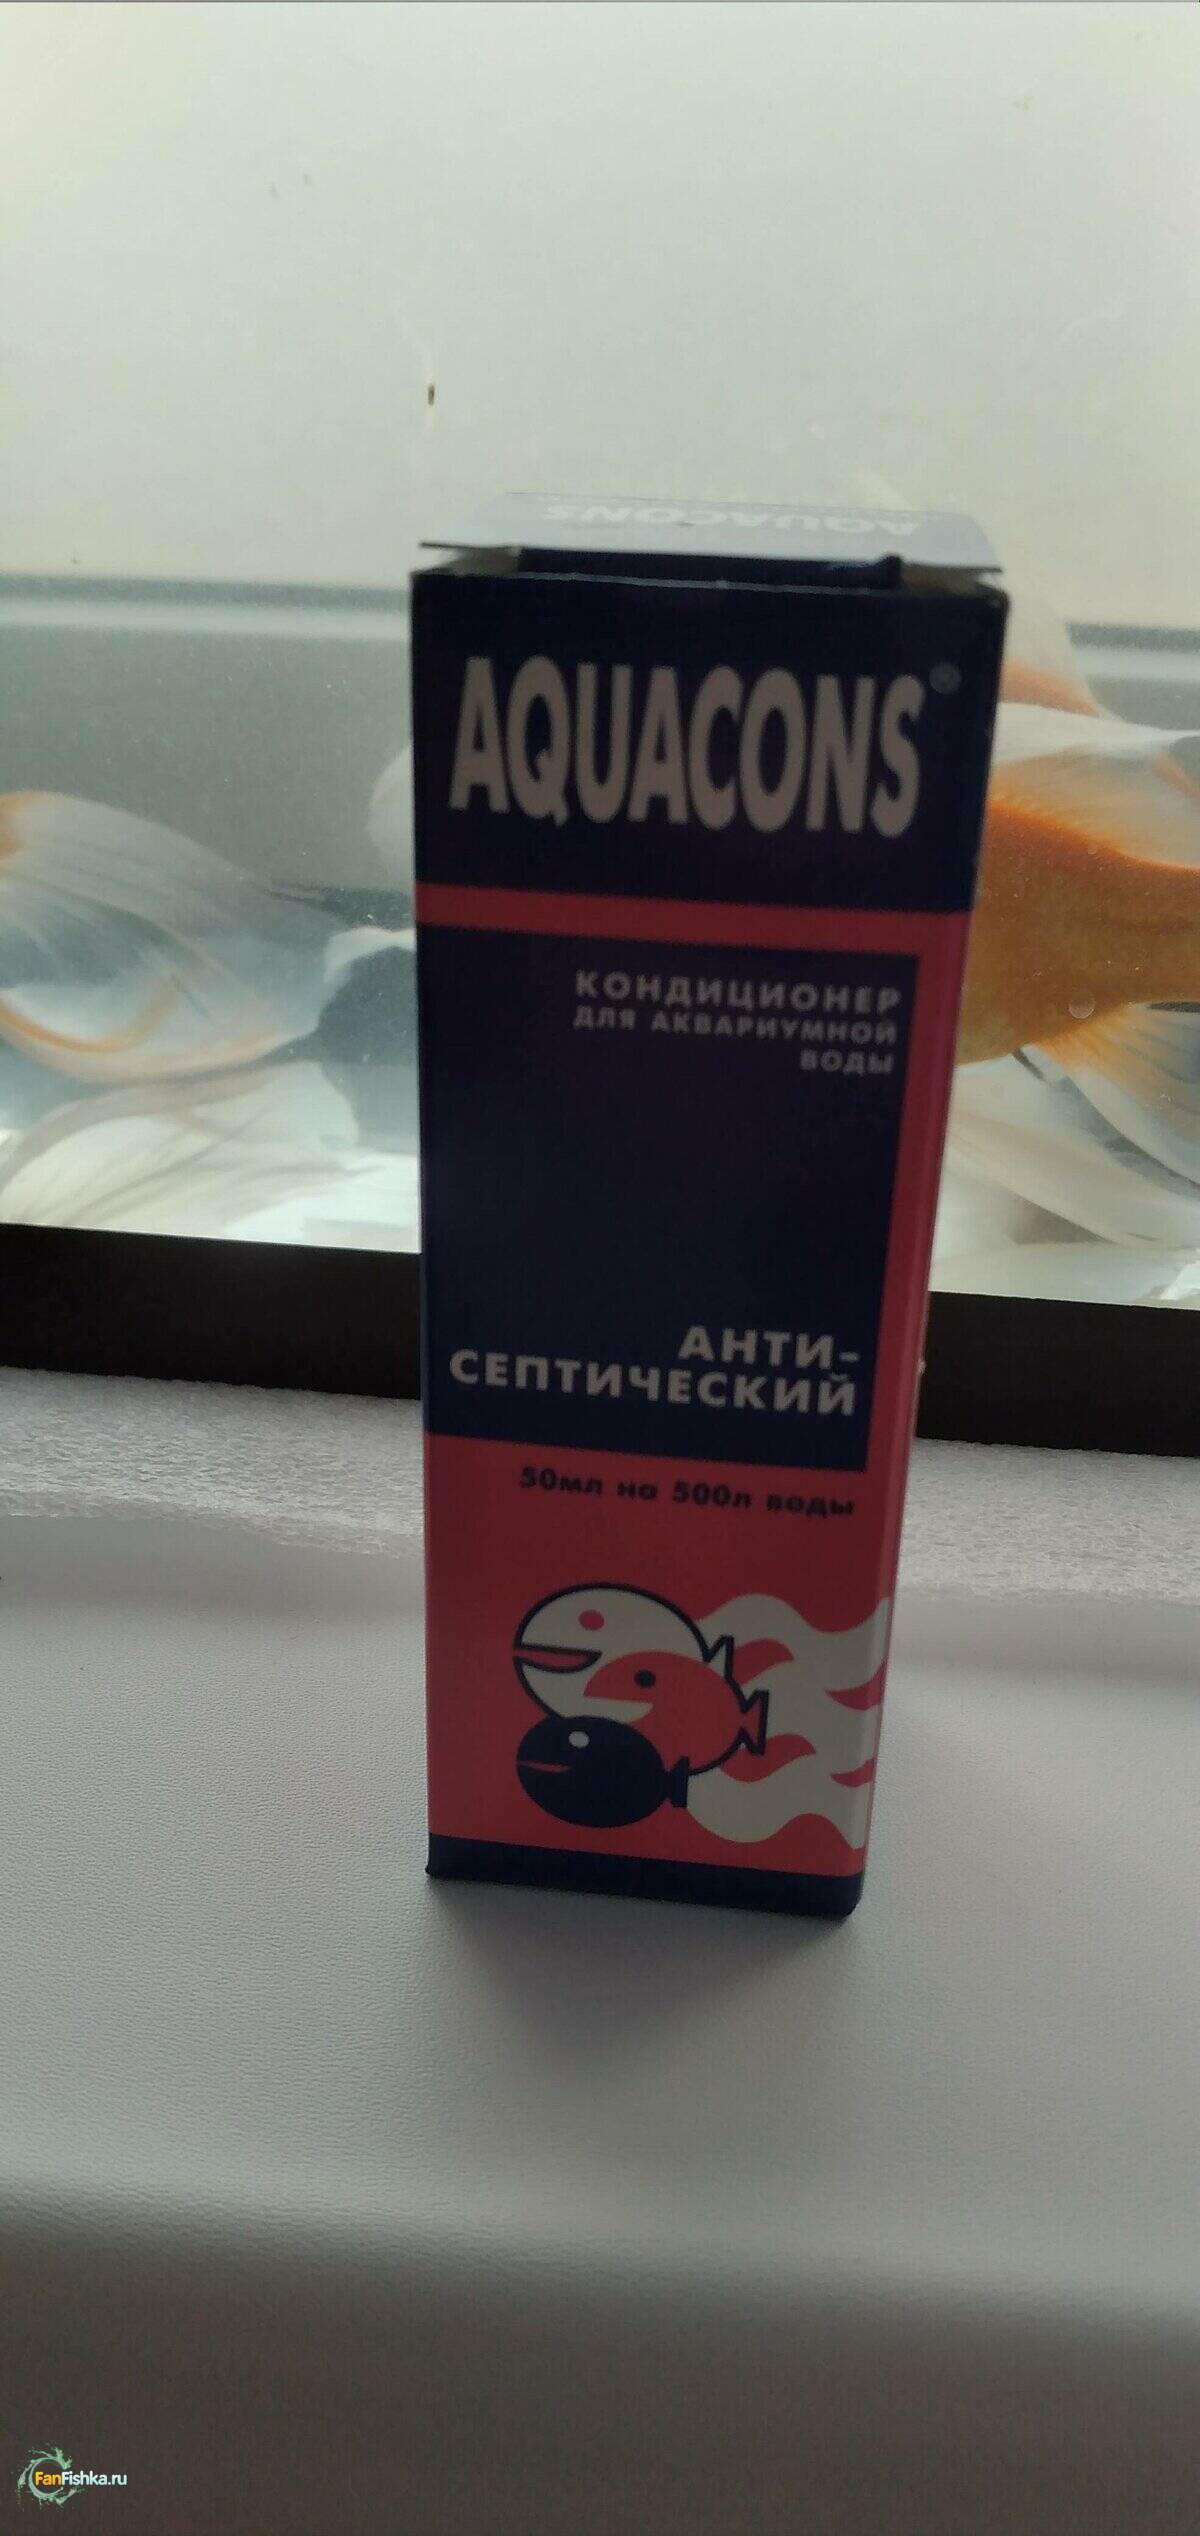 AQUACONS
AQUACONS®
КОНДИЦИОНЕР
ДЛЯ АКВАРИУМНОЙ
ВОДЫ
АНТИ-
СЕПТИЧЕСКИЙ
50мл на 500л воды
FanFishka.ru